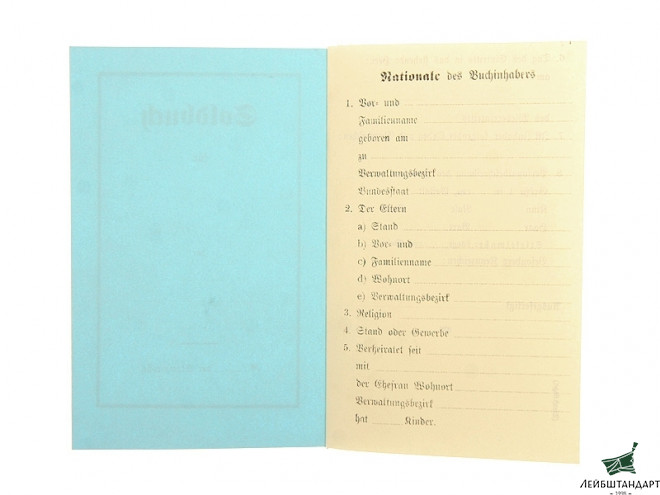 Soldbuch
Nationale des Buchinhabers
1. Vor= und
Familienname
geboren am
zu
Verwaltungsbezirk
Bundesstaat
2. Der Eltern
a) Stand
b) Vor= und
c) Familienname
d) Wohnort
e) Verwaltungsbezirk
3. Religion
4. Stand oder Gewerbe
5. Verheiratet seit
mit
der Ehefrau Wohnort
Verwaltungsbezirk
hat Kinder.
ЛЕЙБШТАНДАРТ
– 1998 –